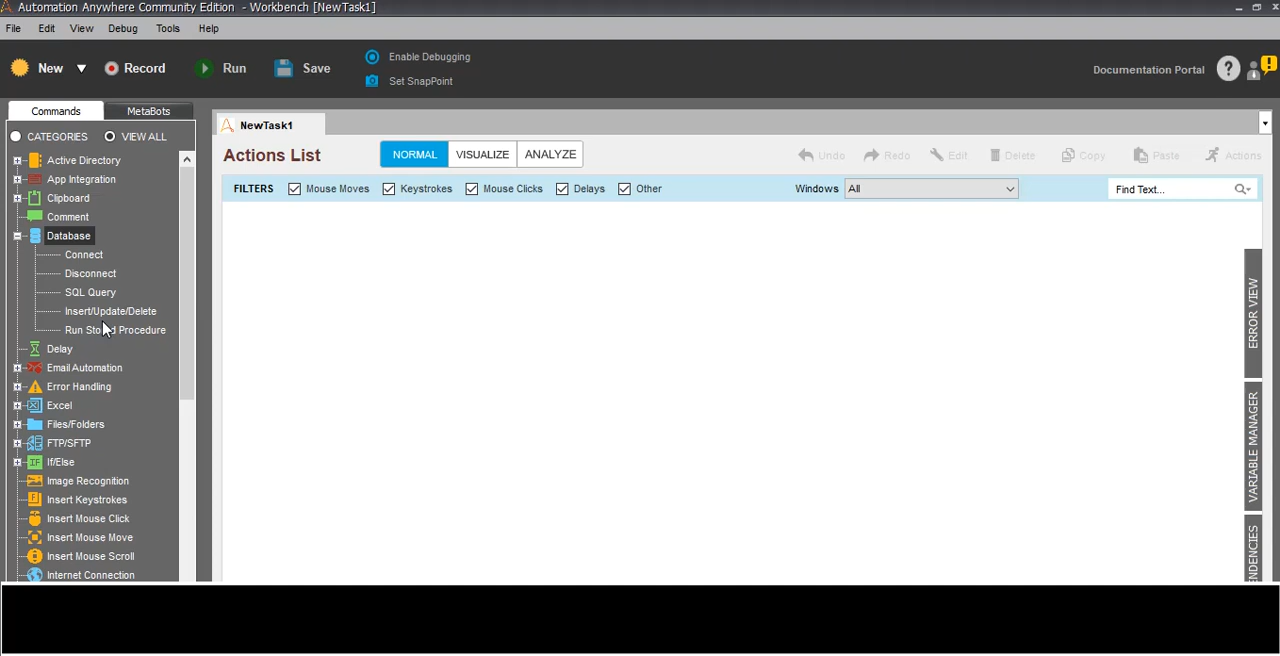 Automation Anywhere Community Edition - Workbench [NewTask1]
File Edit View Debug Tools Help
New Record Run Save
Enable Debugging
Set SnapPoint
Documentation Portal
Commands MetaBots
CATEGORIES VIEW ALL
Active Directory
App Integration
Clipboard
Comment
Database
Connect
Disconnect
SQL Query
Insert/Update/Delete
Run Stored Procedure
Delay
Email Automation
Error Handling
Excel
Files/Folders
FTP/SFTP
If/Else
Image Recognition
Insert Keystrokes
Insert Mouse Click
Insert Mouse Move
Insert Mouse Scroll
Internet Connection
NewTask1
Actions List NORMAL VISUALIZE ANALYZE Undo Redo Edit Delete Copy Paste Actions
FILTERS Mouse Moves Keystrokes Mouse Clicks Delays Other Windows All Find Text...
ERROR VIEW
VARIABLE MANAGER
ENDENCIES